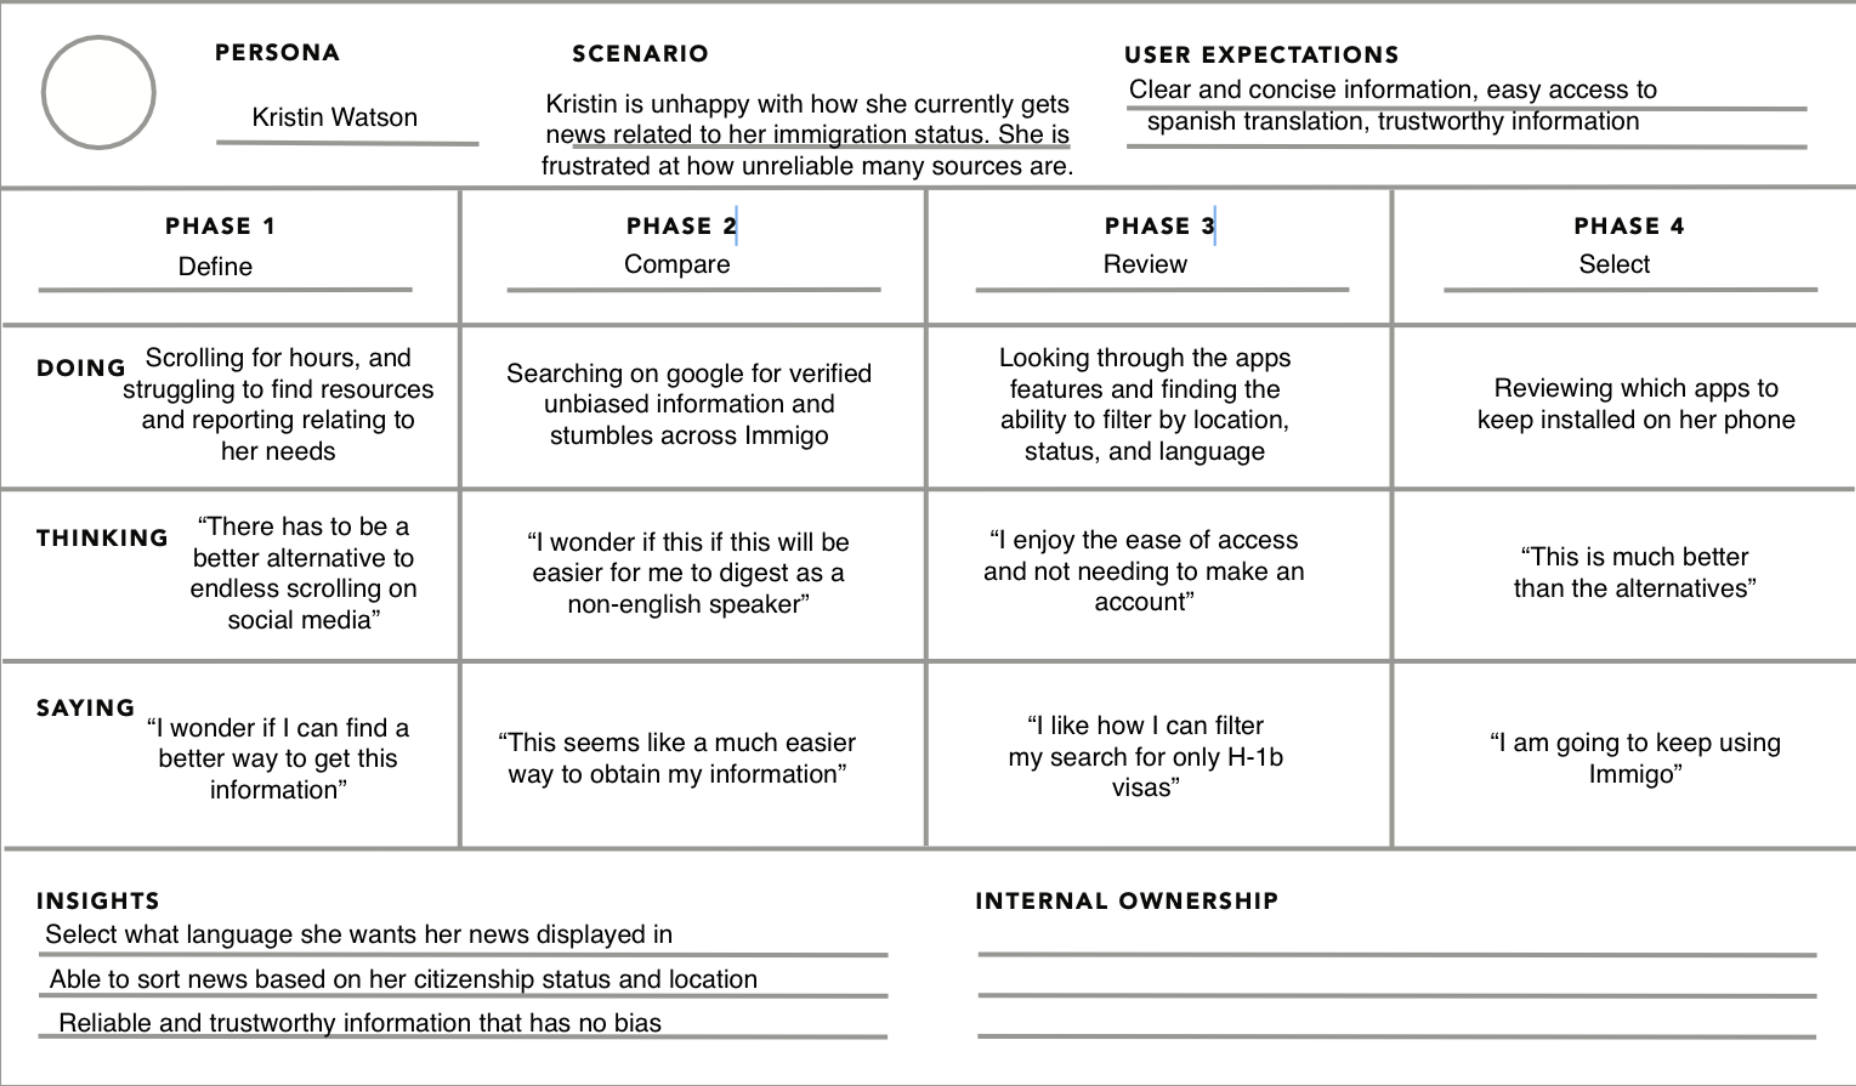 PERSONA
Kristin Watson
SCENARIO
Kristin is unhappy with how she currently gets
news related to her immigration status. She is
frustrated at how unreliable many sources are.
USER EXPECTATIONS
Clear and concise information, easy access to
spanish translation, trustworthy information
PHASE 1
Define
PHASE 2
Compare
PHASE 3
Review
PHASE 4
Select
DOING
Scrolling for hours, and
struggling to find resources
and reporting relating to
her needs
Searching on google for verified
unbiased information and
stumbles across Immigo
Looking through the apps
features and finding the
ability to filter by location,
status, and language
Reviewing which apps to
keep installed on her phone
THINKING
“There has to be a
better alternative to
endless scrolling on
social media”
“I wonder if this if this will be
easier for me to digest as a
non-english speaker”
“I enjoy the ease of access
and not needing to make an
account”
“This is much better
than the alternatives”
SAYING
“I wonder if I can find a
better way to get this
information”
“This seems like a much easier
way to obtain my information”
“I like how I can filter
my search for only H-1b
visas”
“I am going to keep using
Immigo”
INSIGHTS
Select what language she wants her news displayed in
Able to sort news based on her citizenship status and location
Reliable and trustworthy information that has no bias
INTERNAL OWNERSHIP